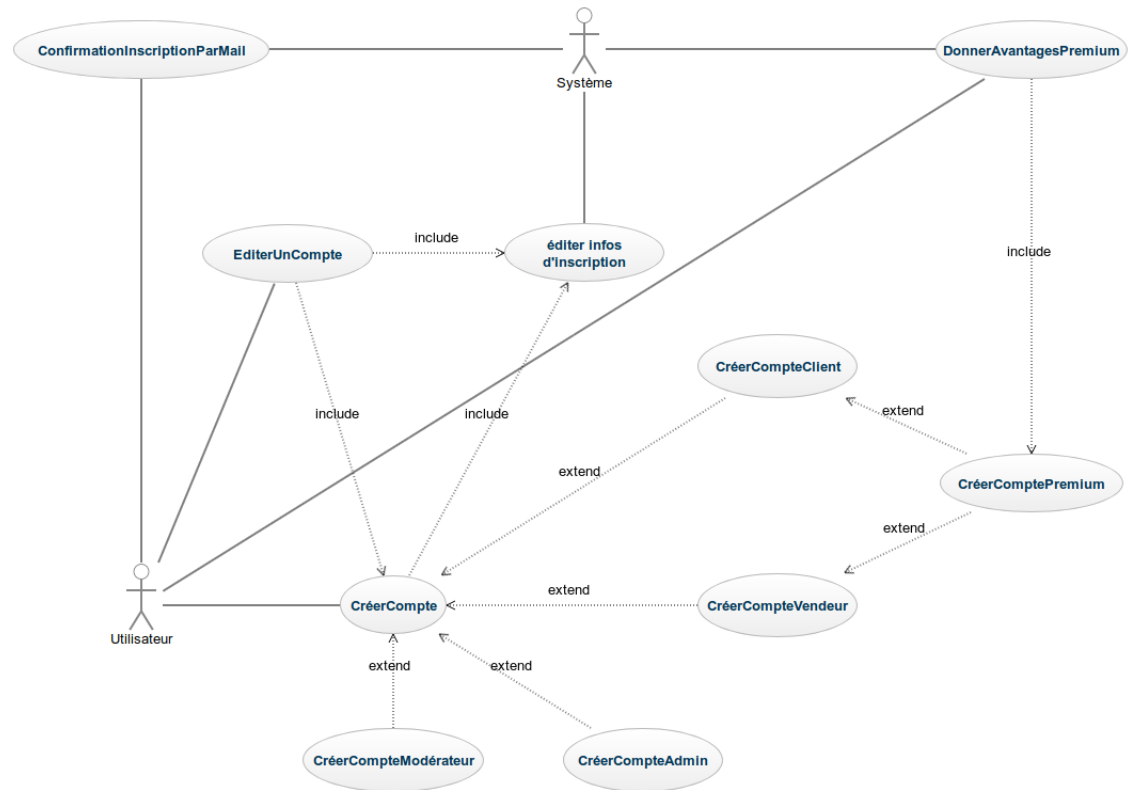 ConfirmationInscriptionParMail
Système
DonnerAvantagesPremium
EditerUnCompte
include
éditer infos
d'inscription
include
CréerCompteClient
include
include
extend
extend
CréerComptePremium
extend
CréerCompte
extend
CréerCompteVendeur
Utilisateur
extend
extend
CréerCompteModérateur
CréerCompteAdmin